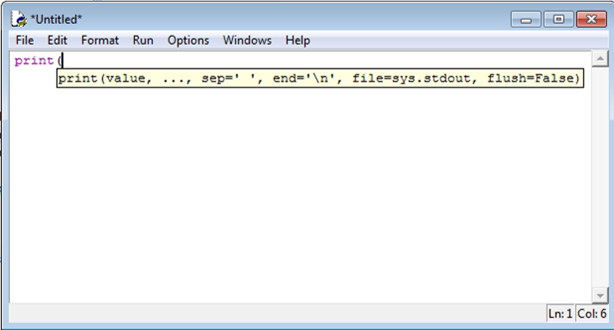 *Untitled*
File Edit Format Run Options Windows Help
print(
print(value, ..., sep=' ', end='\n', file=sys.stdout, flush=False)
Ln: 1 Col: 6